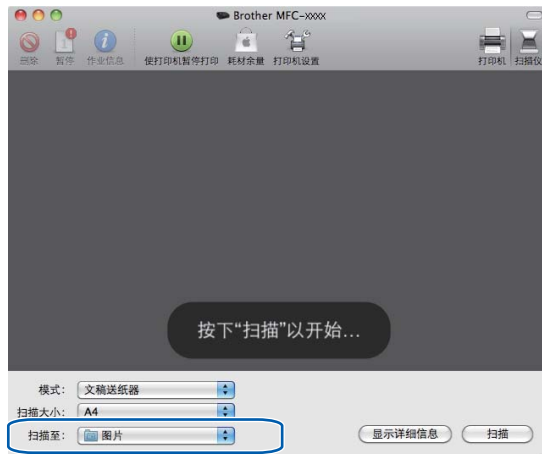 Brother MFC-xxxx
删除 暂停 作业信息 使打印机暂停打印 耗材余量 打印机设置 打印机 扫描仪
按下“扫描”以开始...
模式: 文稿送纸器
扫描大小: A4
扫描至: 图片 显示详细信息 扫描